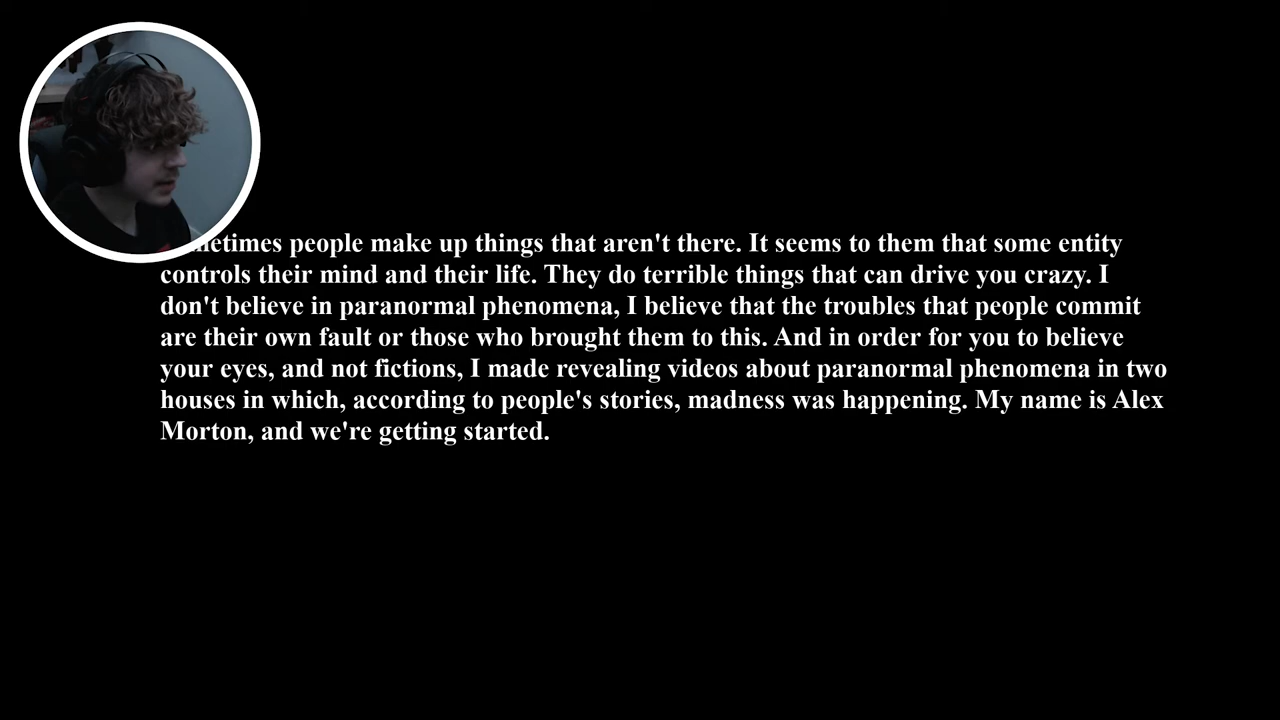 people make up things that aren't there. It seems to them that some entity
controls their mind and their life. They do terrible things that can drive you crazy. I
don't believe in paranormal phenomena, I believe that the troubles that people commit
are their own fault or those who brought them to this. And in order for you to believe
your eyes, and not fictions, I made revealing videos about paranormal phenomena in two
houses in which, according to people's stories, madness was happening. My name is Alex
Morton, and we're getting started.